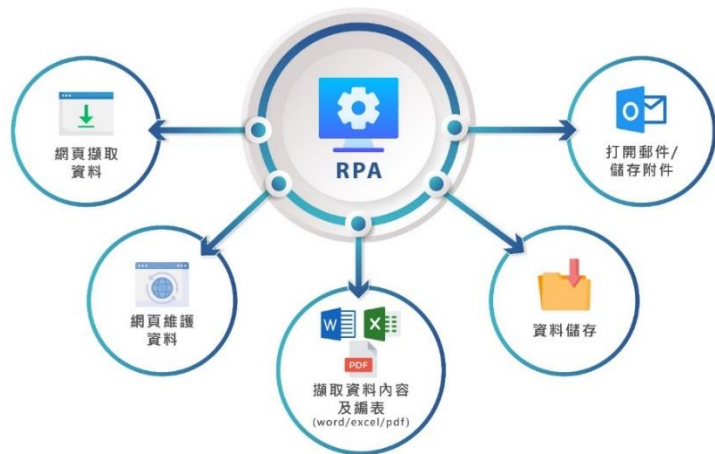 RPA
網頁擷取
資料
打開郵件/
儲存附件
網頁維護
資料
W
X
PDF
擷取資料內容
及編表
(word/excel/pdf)
資料儲存
O